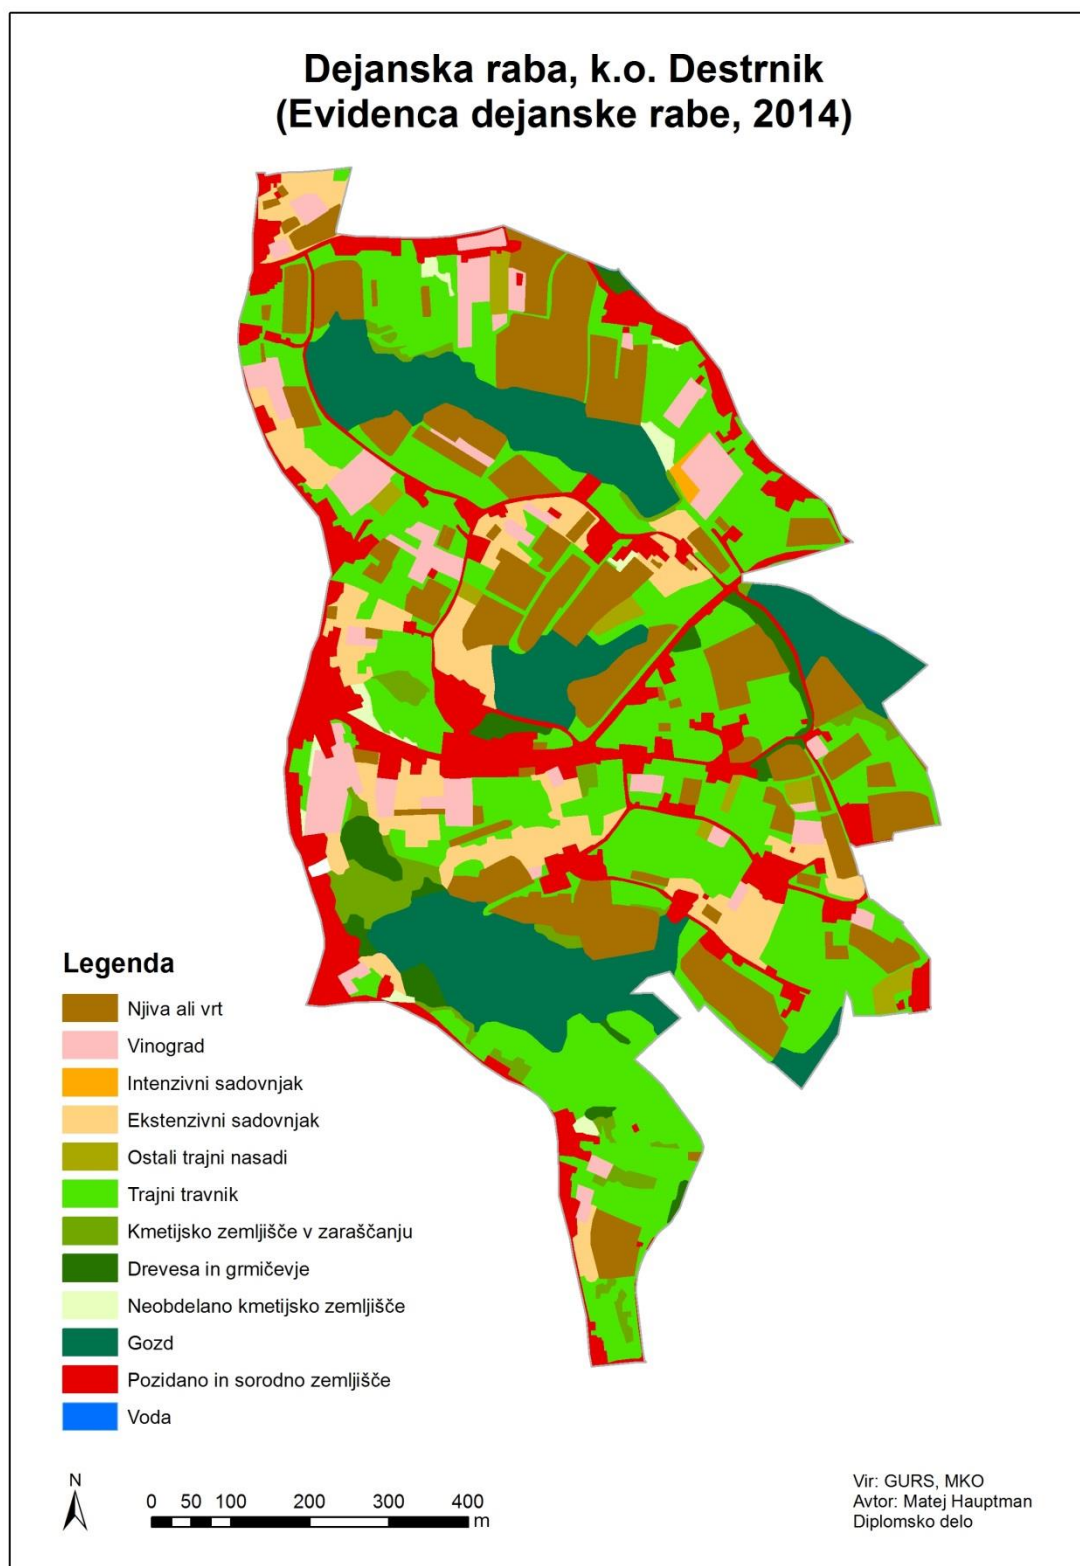 Dejanska raba, k.o. Destrnik
(Evidenca dejanske rabe, 2014)
Legenda
Njiva ali vrt
Vinograd
Intenzivni sadovnjak
Ekstenzivni sadovnjak
Ostali trajni nasadi
Trajni travnik
Kmetijsko zemljišče v zaraščanju
Drevesa in grmičevje
Neobdelano kmetijsko zemljišče
Gozd
Pozidano in sorodno zemljišče
Voda
N
0 50 100 200 300 400
m
Vir: GURS, MKO
Avtor: Matej Hauptman
Diplomsko delo